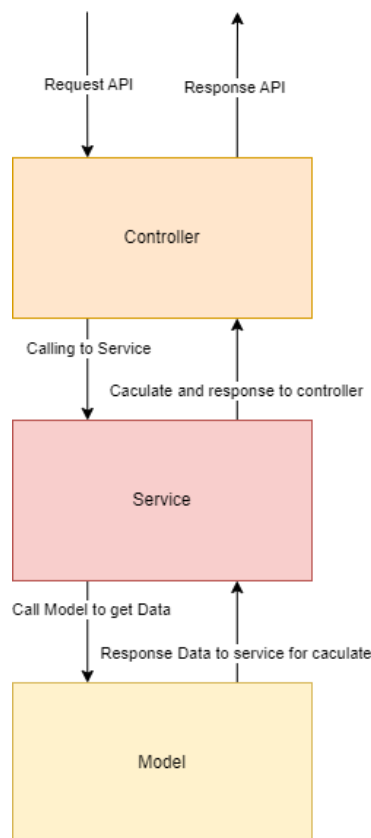 Request API
Response API
Controller
Calling to Service
Caculate and response to controller
Service
Call Model to get Data
Response Data to service for caculate
Model